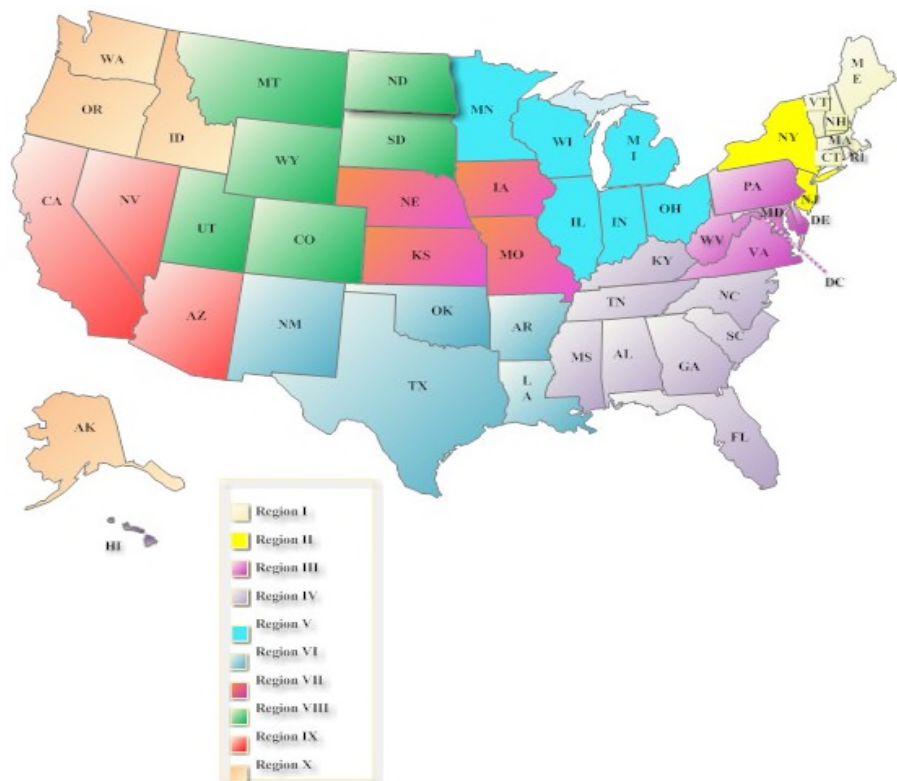 WA
MT
ND
MN
M
E
VT
NH
OR
ID
SD
WI
M
I
NY
MA
CT
RI
WY
CA
NV
NE
IA
PA
NJ
UT
CO
IL
IN
OH
MD
DE
KS
MO
WV
VA
KY
DC
AZ
NM
OK
AR
TN
NC
SC
MS
AL
GA
TX
L
A
FL
AK
HI
Region I
Region II
Region III
Region IV
Region V
Region VI
Region VII
Region VIII
Region IX
Region X